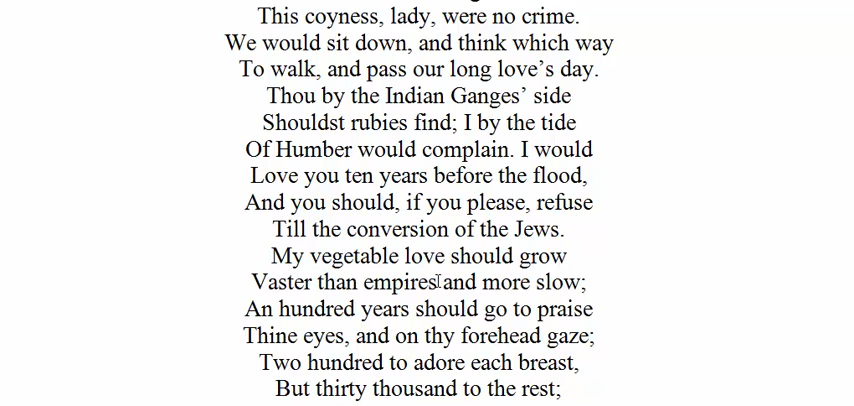 This coyness, lady, were no crime.
We would sit down, and think which way
To walk, and pass our long love’s day.
Thou by the Indian Ganges’ side
Shouldst rubies find; I by the tide
Of Humber would complain. I would
Love you ten years before the flood,
And you should, if you please, refuse
Till the conversion of the Jews.
My vegetable love should grow
Vaster than empires and more slow;
An hundred years should go to praise
Thine eyes, and on thy forehead gaze;
Two hundred to adore each breast,
But thirty thousand to the rest;